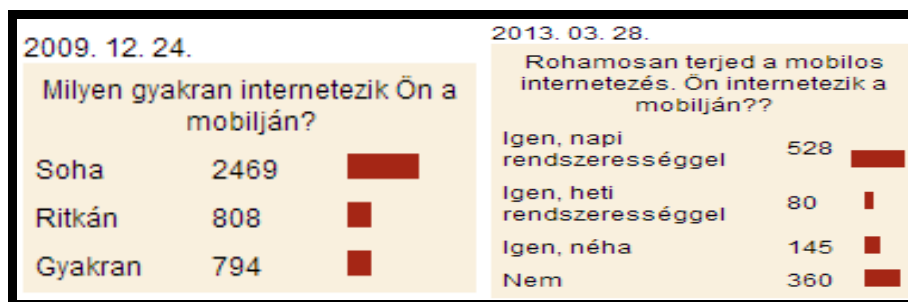 2009. 12. 24.
Milyen gyakran internetezik Ön a
mobilján?
Soha 2469
Ritkán 808
Gyakran 794
2013. 03. 28.
Rohamosan terjed a mobilos
internetezés. Ön internetezik a
mobilján??
Igen, napi
rendszerességgel 528
Igen, heti
rendszerességgel 80
Igen, néha 145
Nem 360